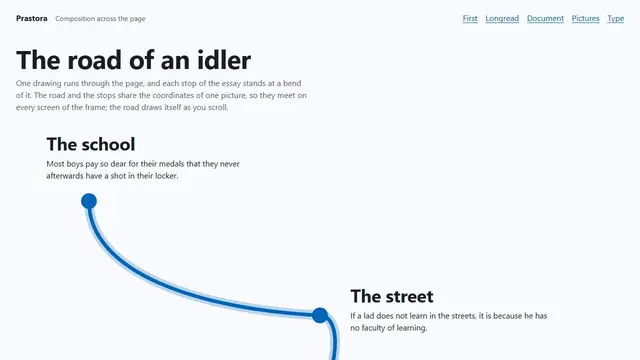 Prastora Composition across the page First Longread Document Pictures Type
The road of an idler
One drawing runs through the page, and each stop of the essay stands at a bend
of it. The road and the stops share the coordinates of one picture, so they meet on
every screen of the frame; the road draws itself as you scroll.
The school
Most boys pay so dear for their medals that they never
afterwards have a shot in their locker.
The street
If a lad does not learn in the streets, it is because he has
no faculty of learning.